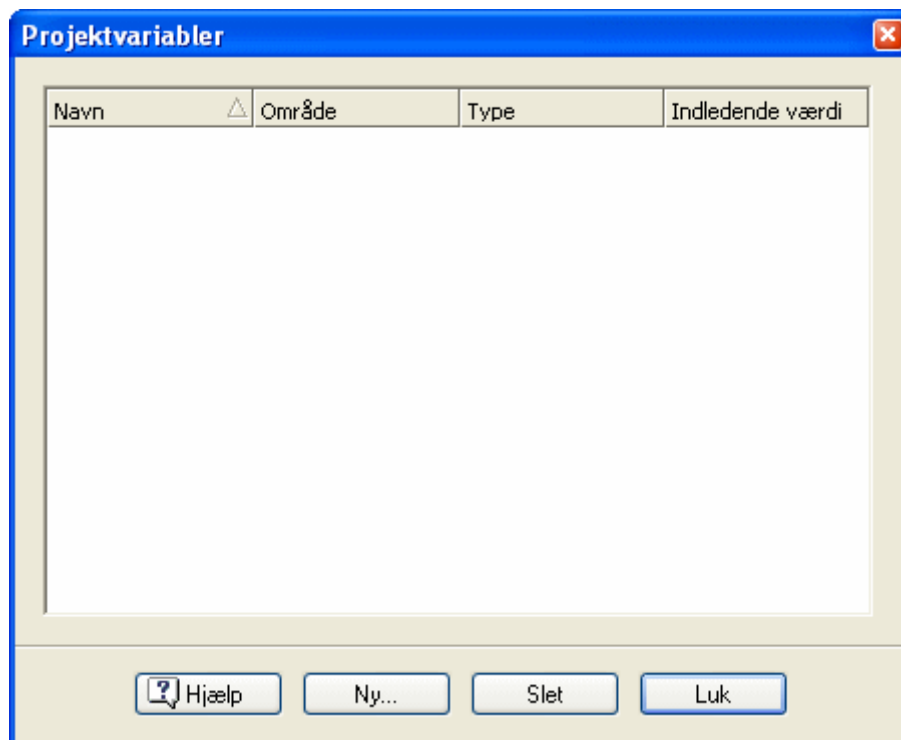 Projektvariabler
Navn Område Type Indledende værdi
Hjælp Ny... Slet Luk